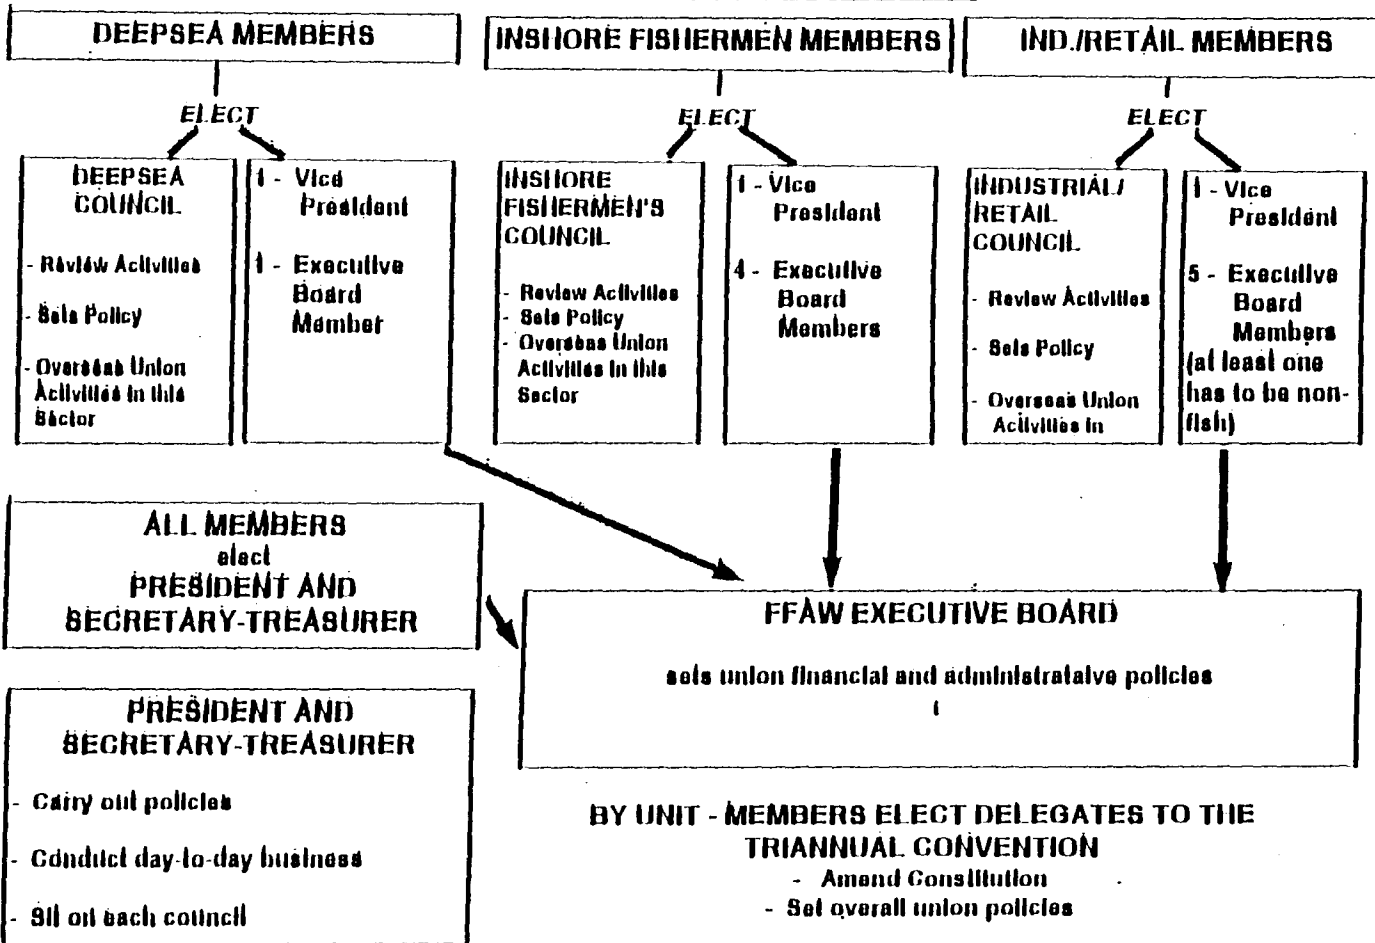 DEEPSEA MEMBERS
ELECT
DEEPSEA
COUNCIL
- Review Activities
- Sets Policy
- Oversees Union
Activities in this
Sector
1 - Vice
President
1 - Executive
Board
Member
INSHORE FISHERMEN MEMBERS
ELECT
INSHORE
FISHERMEN'S
COUNCIL
- Review Activities
- Sets Policy
- Oversees Union
Activities in this
Sector
1 - Vice
President
4 - Executive
Board
Members
IND./RETAIL MEMBERS
ELECT
INDUSTRIAL/
RETAIL
COUNCIL
- Review Activities
- Sets Policy
- Oversees Union
Activities in
1 - Vice
President
5 - Executive
Board
Members
(at least one
has to be non-
fish)
ALL MEMBERS
elect
PRESIDENT AND
SECRETARY-TREASURER
FFAW EXECUTIVE BOARD
sets union financial and administrataive policies
PRESIDENT AND
SECRETARY-TREASURER
- Carry out policies
- Conduct day-to-day business
- Sit on each council
BY UNIT - MEMBERS ELECT DELEGATES TO THE
TRIANNUAL CONVENTION
- Amend Constitution
- Set overall union policies